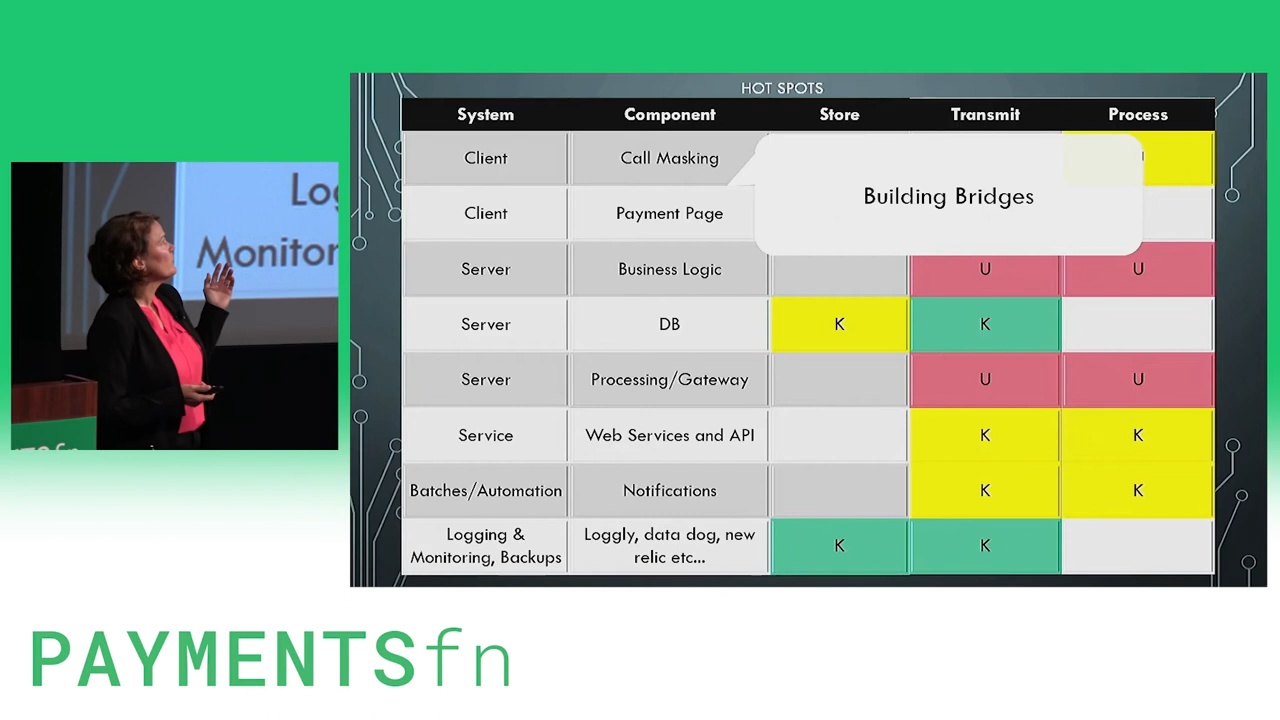 HOT SPOTS
System Component Store Transmit Process
Client Call Masking
Building Bridges
Client Payment Page
Server Business Logic U U
Server DB K K
Server Processing/Gateway U U
Service Web Services and API K K
Batches/Automation Notifications K K
Logging & Loggly, data dog, new
Monitoring, Backups relic etc... K K
Log
Monitor
PAYMENTSfn